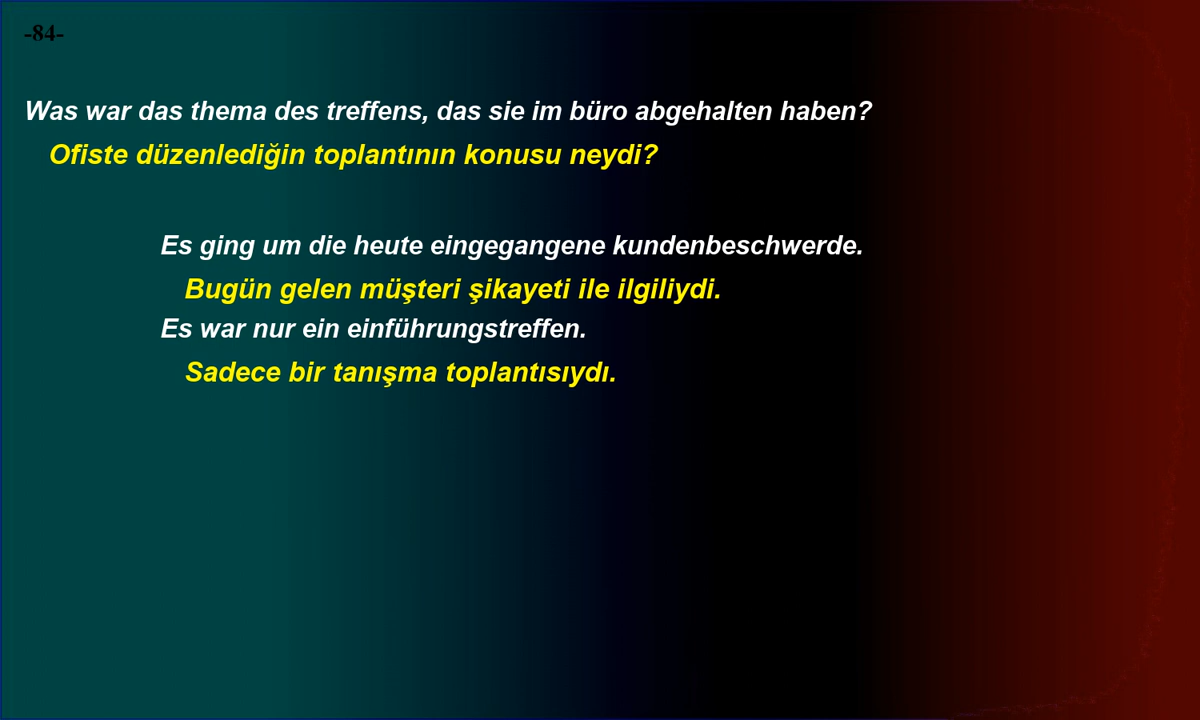 -84-
Was war das thema des treffens, das sie im büro abgehalten haben?
Ofiste düzenlediğin toplantının konusu neydi?
Es ging um die heute eingegangene kundenbeschwerde.
Bugün gelen müşteri şikayeti ile ilgiliydi.
Es war nur ein einführungstreffen.
Sadece bir tanışma toplantısıydı.